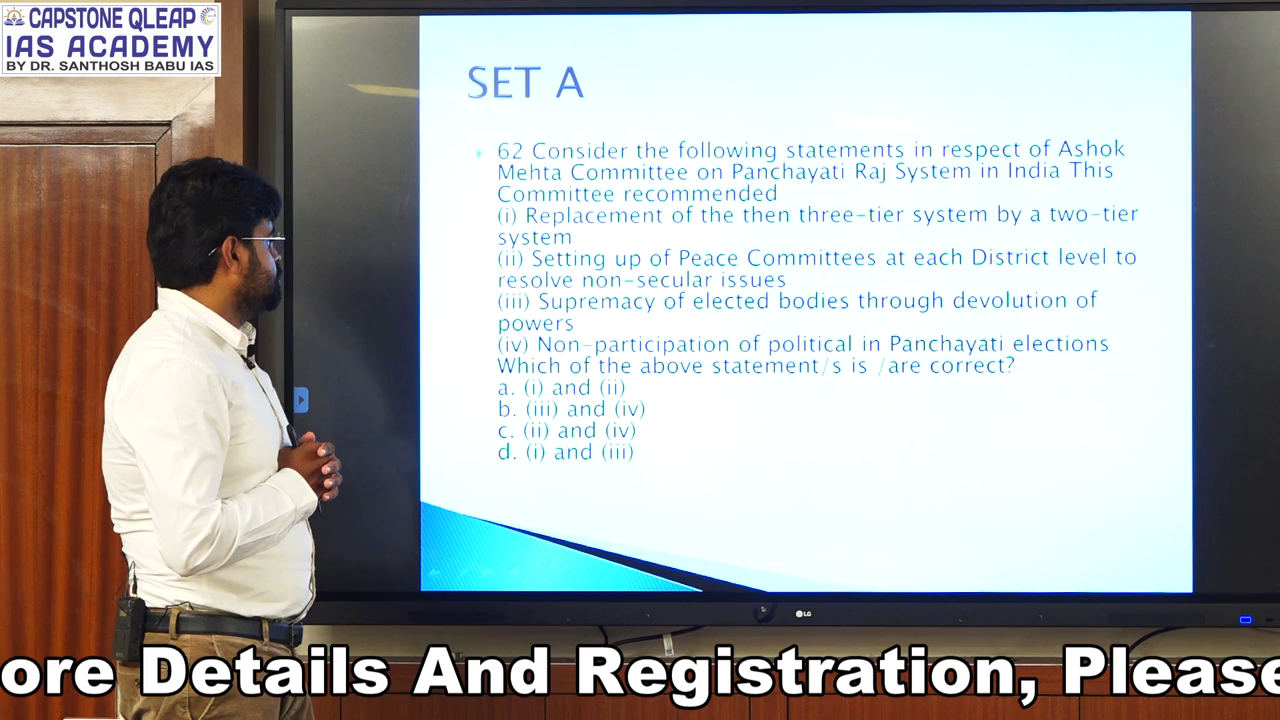 CAPSTONE QLEAP
IAS ACADEMY
BY DR. SANTHOSH BABU IAS
SET A
62 Consider the following statements in respect of Ashok
Mehta Committee on Panchayati Raj System in India This
Committee recommended
(i) Replacement of the then three-tier system by a two-tier
system
(ii) Setting up of Peace Committees at each District level to
resolve non-secular issues
(iii) Supremacy of elected bodies through devolution of
powers
(iv) Non-participation of political in Panchayati elections
Which of the above statement/s is /are correct?
a. (i) and (ii)
b. (iii) and (iv)
c. (ii) and (iv)
d. (i) and (iii)
LG
ore Details And Registration, Please